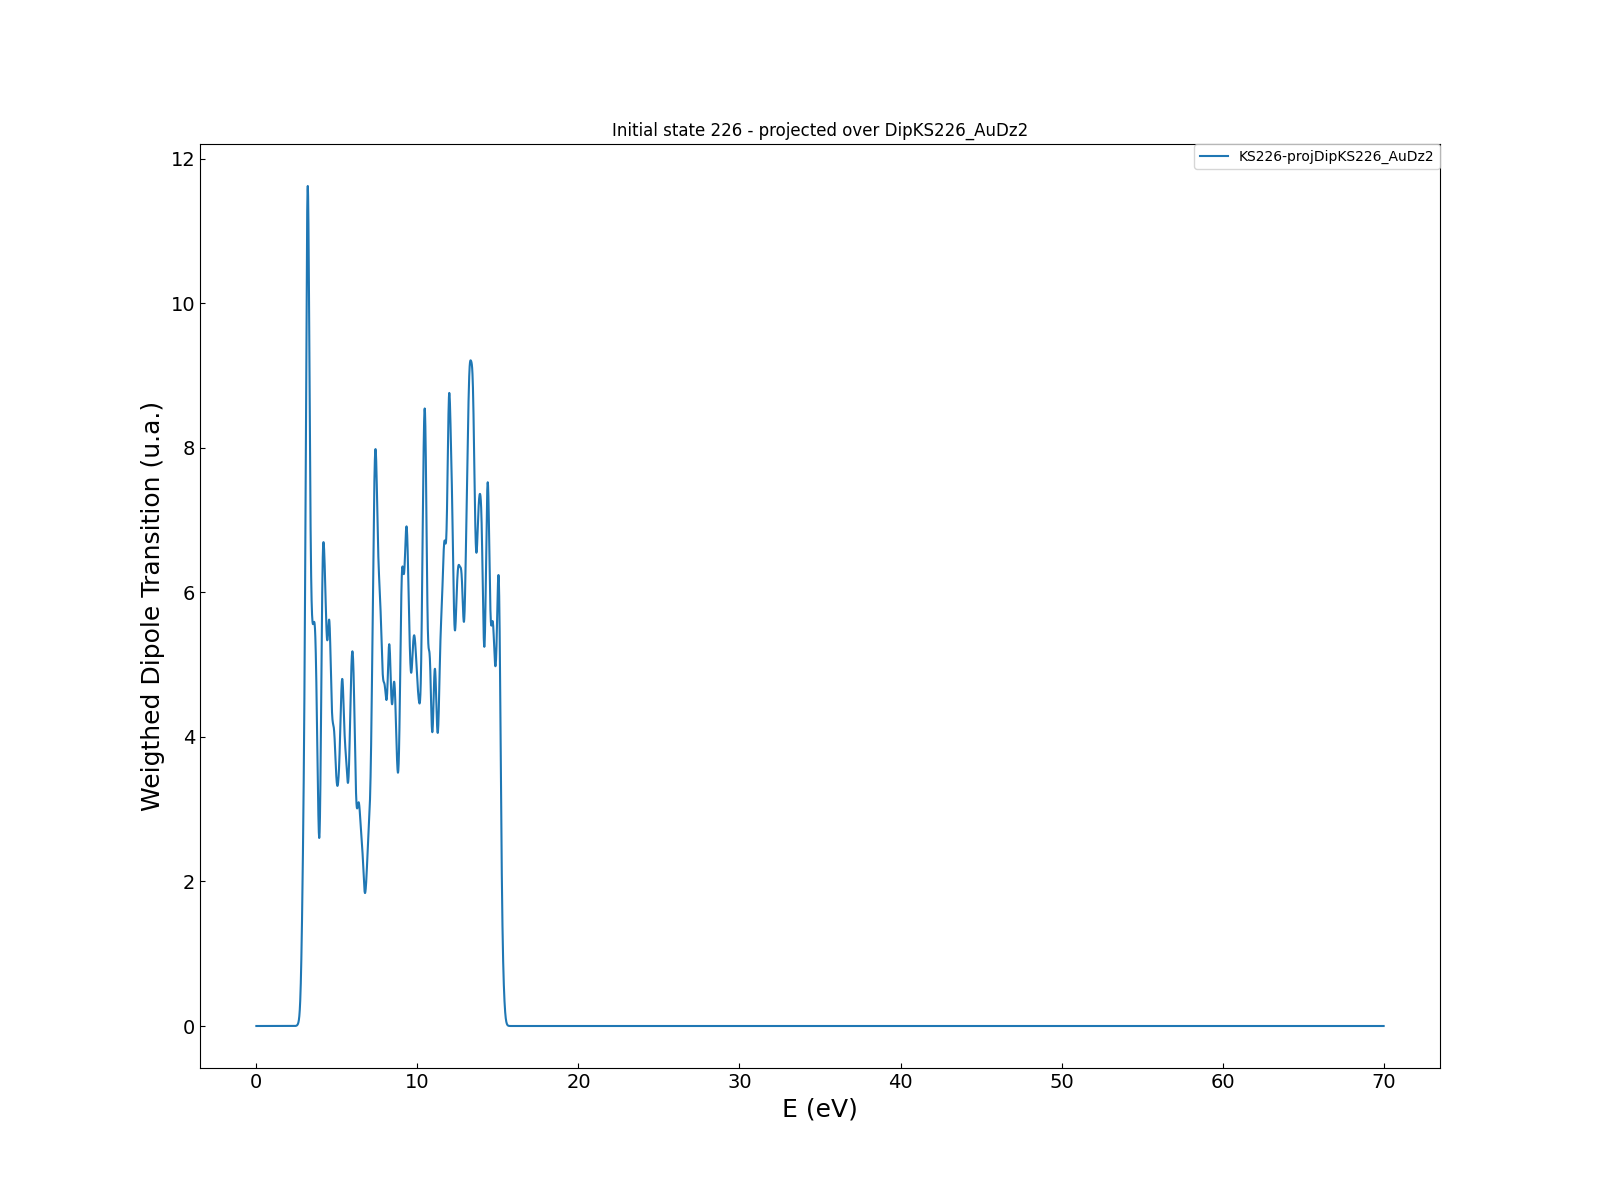 Initial state 226 - projected over DipKS226_AuDz2
KS226-projDipKS226_AuDz2
Weigthed Dipole Transition (u.a.)
12
10
8
6
4
2
0
0 10 20 30 40 50 60 70
E (eV)